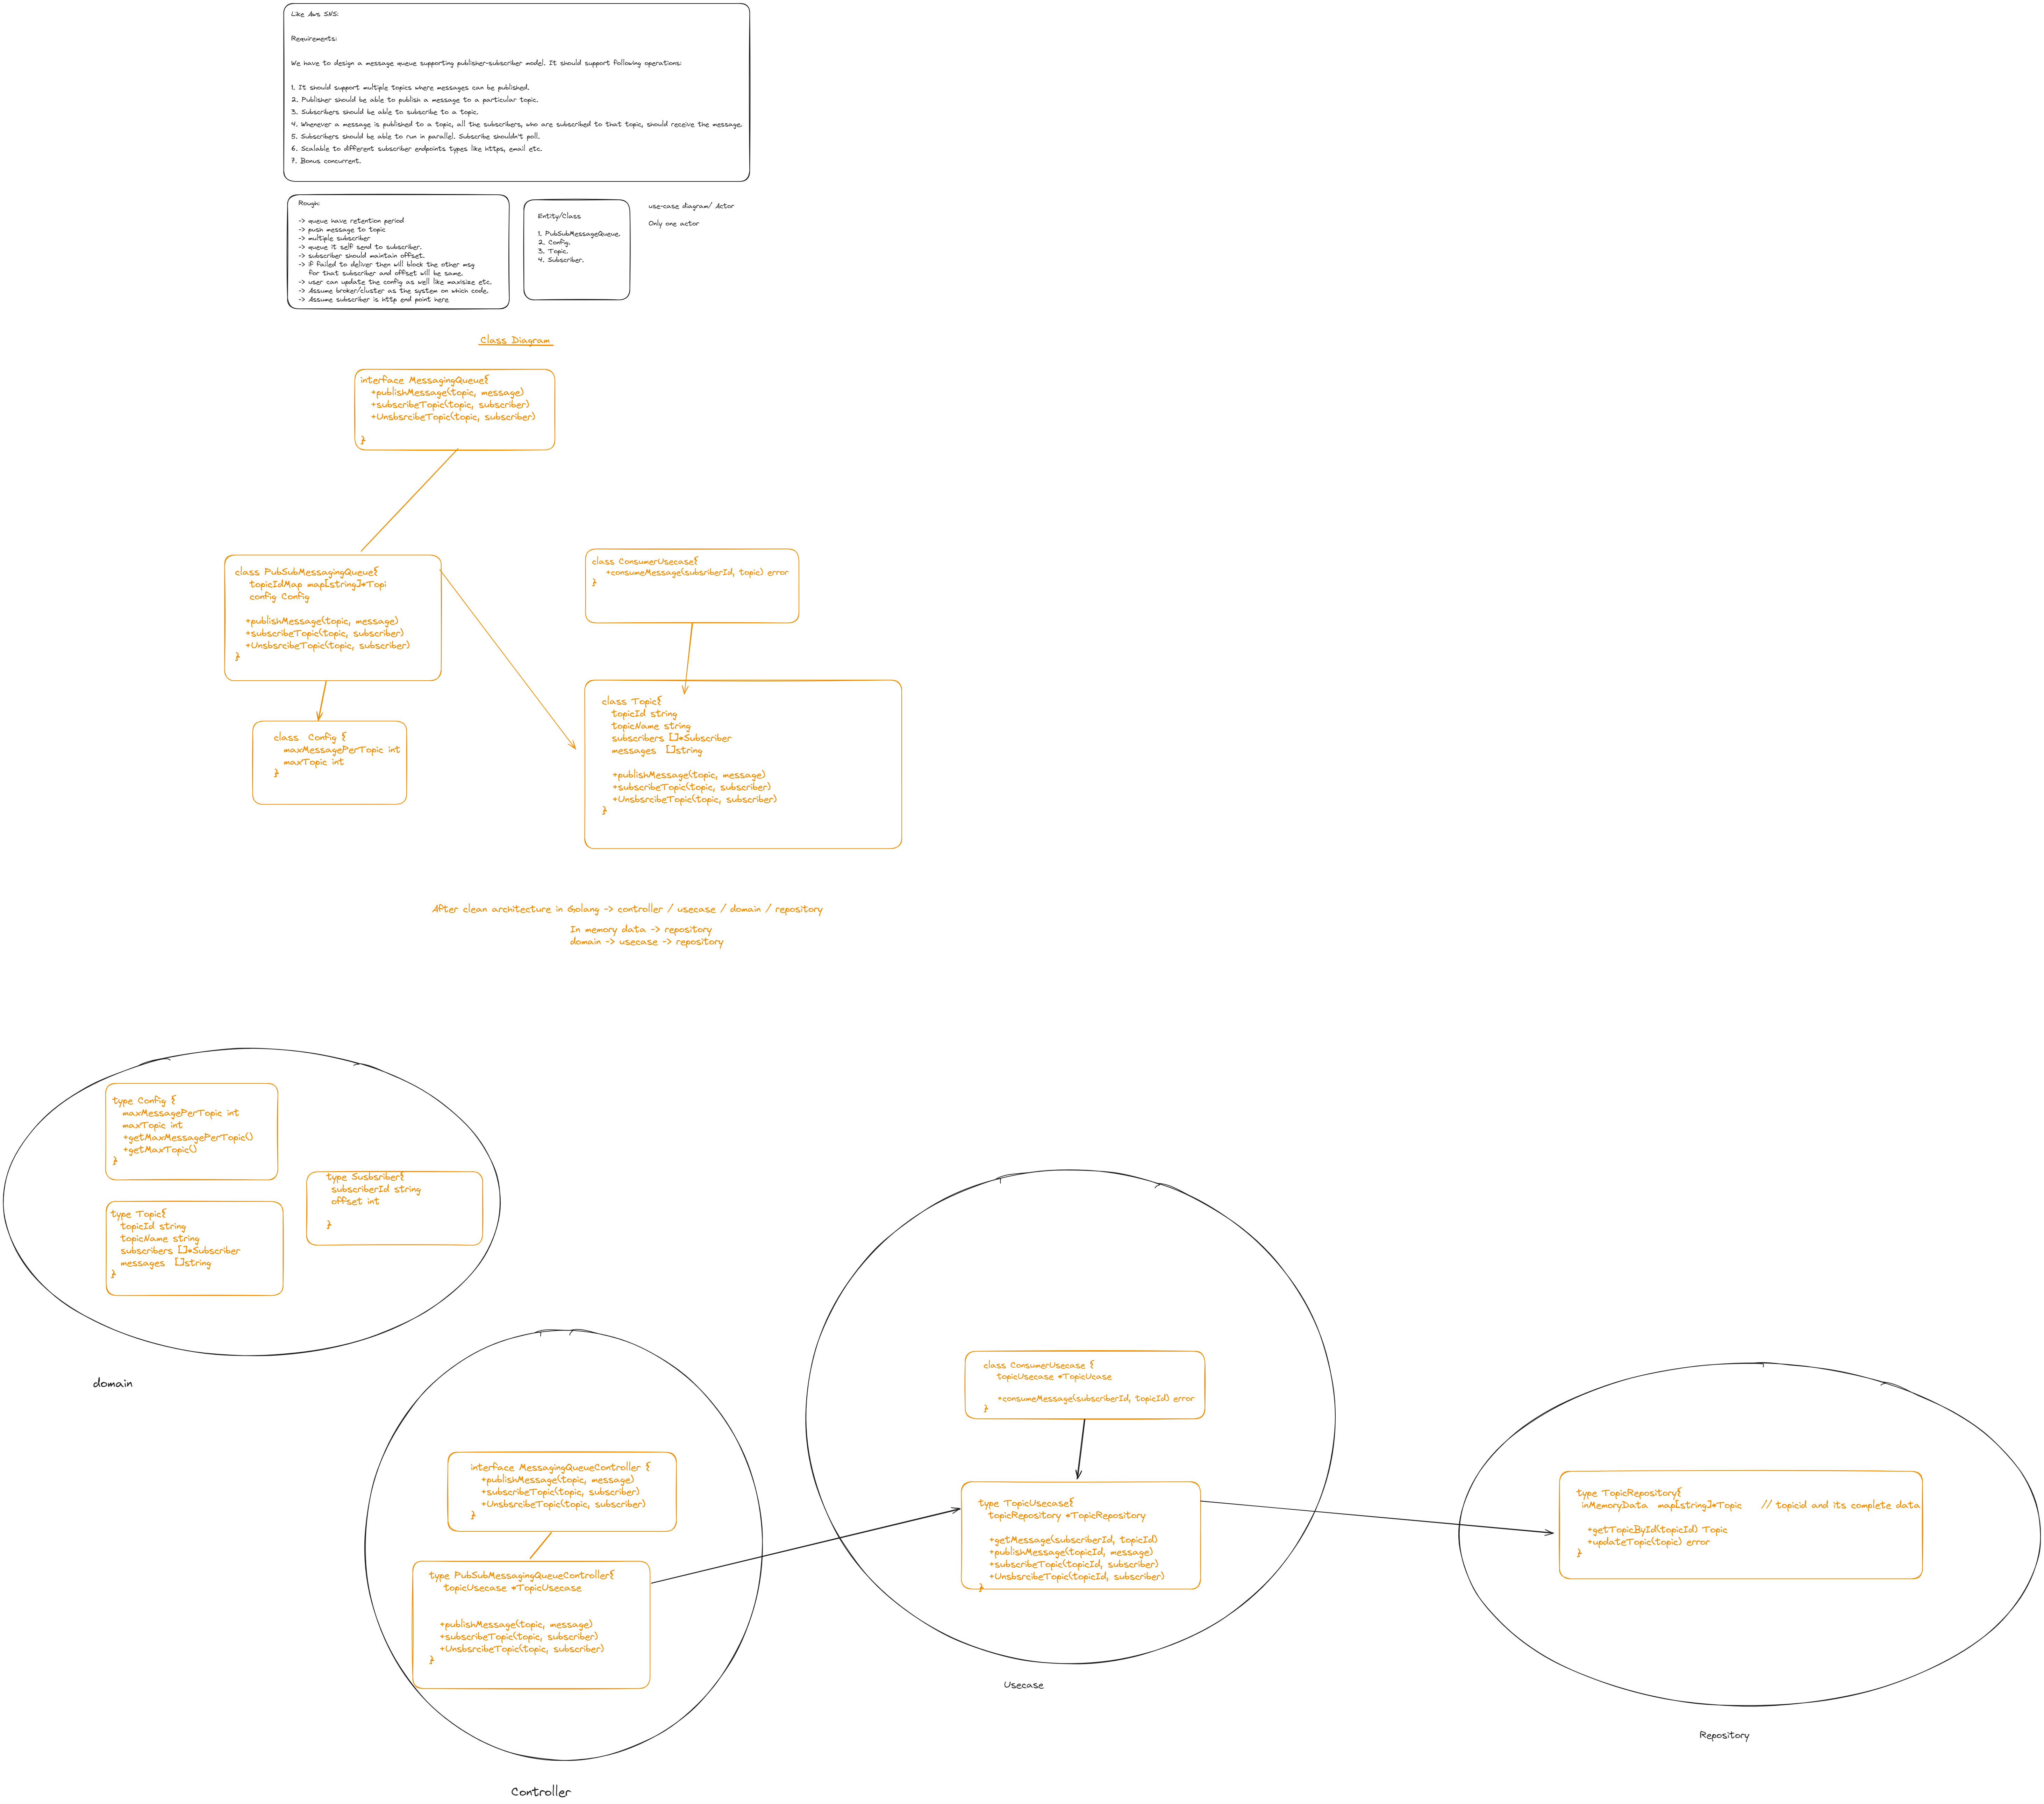 Like Aws SNS:
Requirements:
We have to design a message queue supporting publisher-subscriber model. It should support following operations:
1. It should support multiple topics where messages can be published.
2. Publisher should be able to publish a message to a particular topic.
3. Subscribers should be able to subscribe to a topic.
4. Whenever a message is published to a topic, all the subscribers, who are subscribed to that topic, should receive the message.
5. Subscribers should be able to run in parallel. Subscribe shouldn't poll.
6. Scalable to different subscriber endpoints types like https, email etc.
7. Bonus concurrent.
Rough:
-> queue have retention period
-> push message to topic
-> multiple subscriber
-> queue it self send to subscriber.
-> subscriber should maintain offset.
-> if failed to deliver then will block the other msg
for that subscriber and offset will be same.
-> user can update the config as well like maxisize etc.
-> Assume broker/cluster as the system on which code.
-> Assume subscriber is http end point here
Entity/Class
1. PubSubMessageQueue.
2. Config.
3. Topic.
4. Subscriber.
use-case diagram/ Actor
Only one actor
Class Diagram
interface MessagingQueue{
+publishMessage(topic, message)
+subscribeTopic(topic, subscriber)
+UnsbsrcibeTopic(topic, subscriber)
}
class PubSubMessagingQueue{
topicIdMap map[string]*Topi
config Config
+publishMessage(topic, message)
+subscribeTopic(topic, subscriber)
+UnsbsrcibeTopic(topic, subscriber)
}
class ConsumerUsecase{
+consumeMessage(subsriberId, topic) error
}
class Config {
maxMessagePerTopic int
maxTopic int
}
class Topic{
topicId string
topicName string
subscribers []*Subscriber
messages []string
+publishMessage(topic, message)
+subscribeTopic(topic, subscriber)
+UnsbsrcibeTopic(topic, subscriber)
}
After clean architecture in Golang -> controller / usecase / domain / repository
In memory data -> repository
domain -> usecase -> repository
type Config {
maxMessagePerTopic int
maxTopic int
+getMaxMessagePerTopic()
+getMaxTopic()
}
type Susbsriber{
subscriberId string
offset int
}
type Topic{
topicId string
topicName string
subscribers []*Subscriber
messages []string
}
domain
interface MessagingQueueController {
+publishMessage(topic, message)
+subscribeTopic(topic, subscriber)
+UnsbsrcibeTopic(topic, subscriber)
}
type PubSubMessagingQueueController{
topicUsecase *TopicUsecase
+publishMessage(topic, message)
+subscribeTopic(topic, subscriber)
+UnsbsrcibeTopic(topic, subscriber)
}
Controller
class ConsumerUsecase {
topicUsecase *TopicUcase
+consumeMessage(subscriberId, topicId) error
}
type TopicUsecase{
topicRepository *TopicRepository
+getMessage(subscriberId, topicId)
+publishMessage(topicId, message)
+subscribeTopic(topicId, subscriber)
+UnsbsrcibeTopic(topicId, subscriber)
}
Usecase
type TopicRepository{
inMemoryData map[string]*Topic // topicid and its complete data
+getTopicById(topicId) Topic
+updateTopic(topic) error
}
Repository